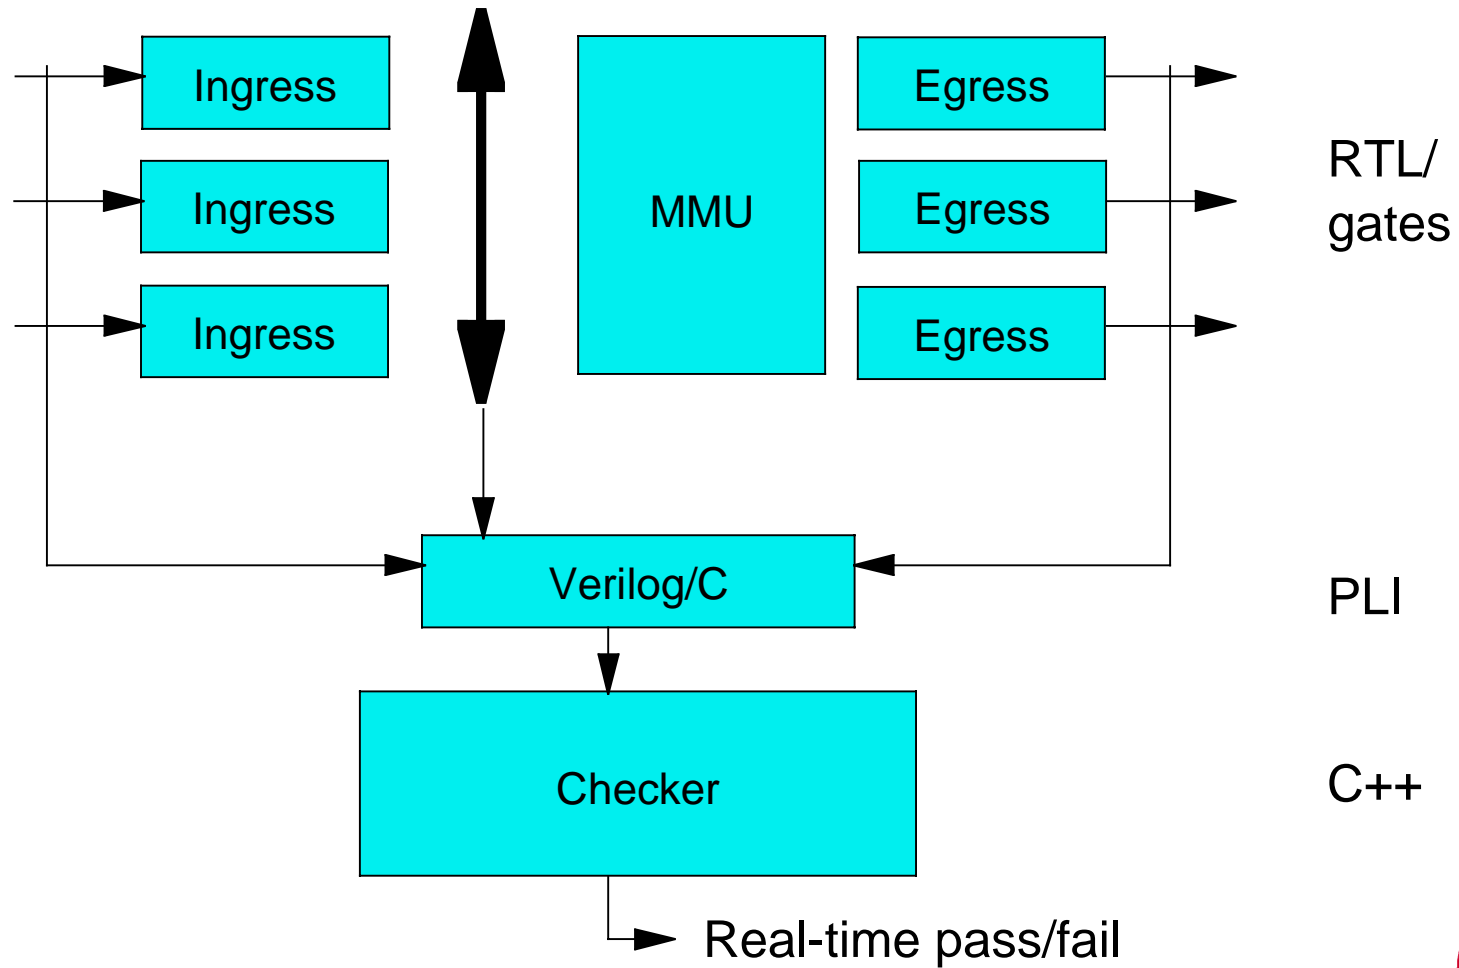 Ingress
Egress
Ingress
MMU
Egress
Ingress
Egress
RTL/
gates
Verilog/C
PLI
Checker
C++
Real-time pass/fail